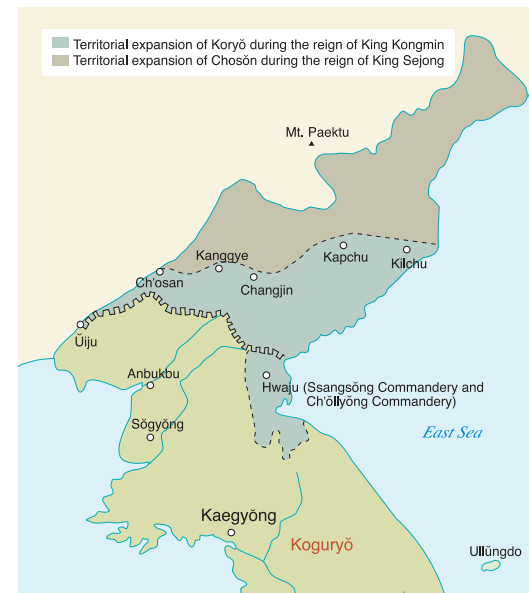 Territorial expansion of Koryŏ during the reign of King Kongmin
Territorial expansion of Chosŏn during the reign of King Sejong
Mt. Paektu
Kanggye
Kapchu
Kilchu
Ch'osan
Changjin
Ŭiju
Anbukbu
Hwaju (Ssangsŏng Commandery and
Ch'ŏllyŏng Commandery)
Sŏgyŏng
East Sea
Kaegyŏng
Koguryŏ
Ullŭngdo